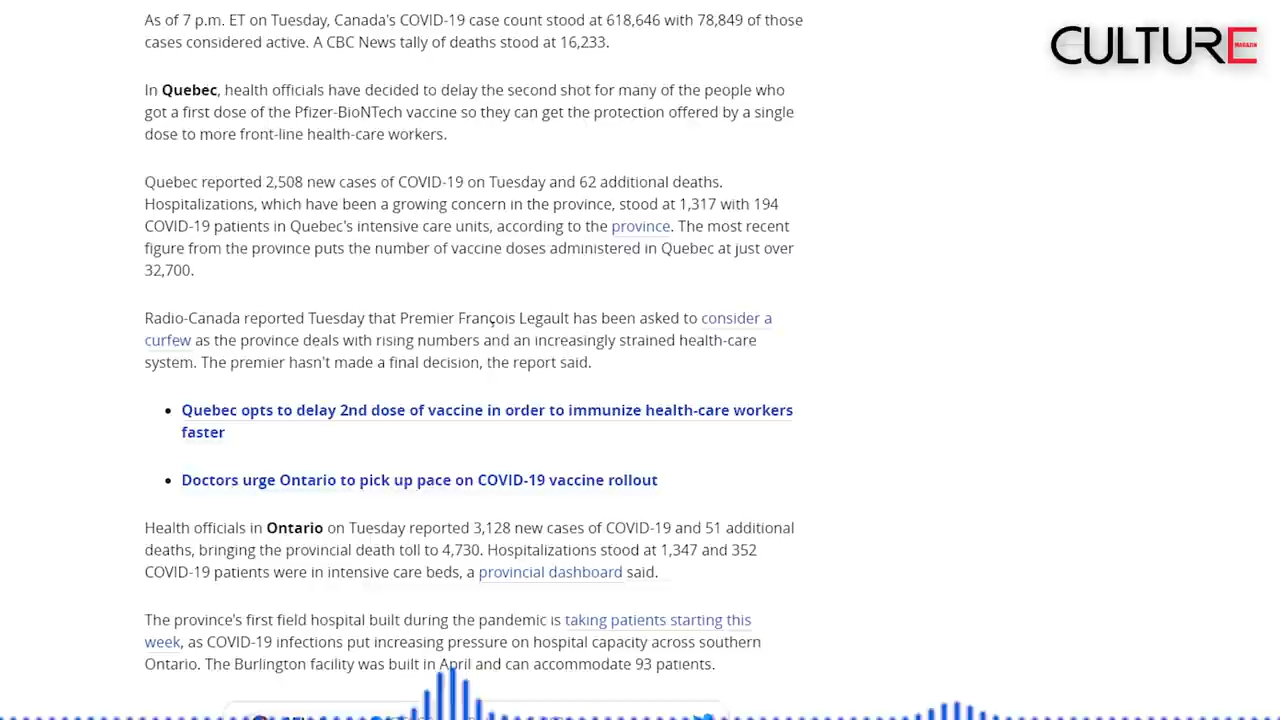 As of 7 p.m. ET on Tuesday, Canada's COVID-19 case count stood at 618,646 with 78,849 of those
cases considered active. A CBC News tally of deaths stood at 16,233.
CULTURE
MAGAZIN
In Quebec, health officials have decided to delay the second shot for many of the people who
got a first dose of the Pfizer-BioNTech vaccine so they can get the protection offered by a single
dose to more front-line health-care workers.
Quebec reported 2,508 new cases of COVID-19 on Tuesday and 62 additional deaths.
Hospitalizations, which have been a growing concern in the province, stood at 1,317 with 194
COVID-19 patients in Quebec's intensive care units, according to the province. The most recent
figure from the province puts the number of vaccine doses administered in Quebec at just over
32,700.
Radio-Canada reported Tuesday that Premier François Legault has been asked to consider a
curfew as the province deals with rising numbers and an increasingly strained health-care
system. The premier hasn't made a final decision, the report said.
• Quebec opts to delay 2nd dose of vaccine in order to immunize health-care workers
faster
• Doctors urge Ontario to pick up pace on COVID-19 vaccine rollout
Health officials in Ontario on Tuesday reported 3,128 new cases of COVID-19 and 51 additional
deaths, bringing the provincial death toll to 4,730. Hospitalizations stood at 1,347 and 352
COVID-19 patients were in intensive care beds, a provincial dashboard said.
The province's first field hospital built during the pandemic is taking patients starting this
week, as COVID-19 infections put increasing pressure on hospital capacity across southern
Ontario. The Burlington facility was built in April and can accommodate 93 patients.